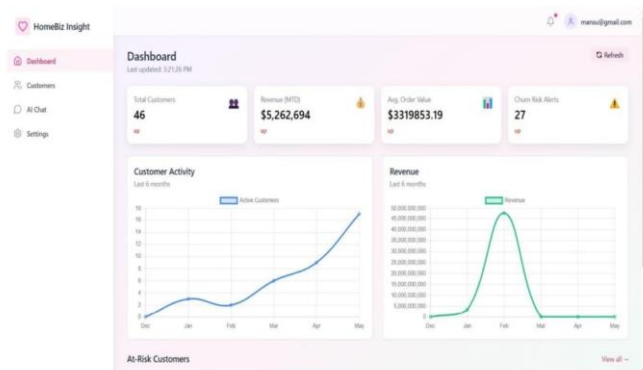 HomeBiz Insight
mansu@gmail.com
Dashboard
Customers
AI Chat
Settings
Dashboard
Last updated: 3:21:26 PM
Refresh
Total Customers
46
Revenue (MTD)
$5,262,694
Avg. Order Value
$3319853.19
Churn Risk Alerts
27
Customer Activity
Last 6 months
Active Customers
18
16
14
12
10
8
6
4
2
0
Dec Jan Feb Mar Apr May
Revenue
Last 6 months
Revenue
50,000,000,000
45,000,000,000
40,000,000,000
35,000,000,000
30,000,000,000
25,000,000,000
20,000,000,000
15,000,000,000
10,000,000,000
5,000,000,000
0
Dec Jan Feb Mar Apr May
At-Risk Customers
View all →